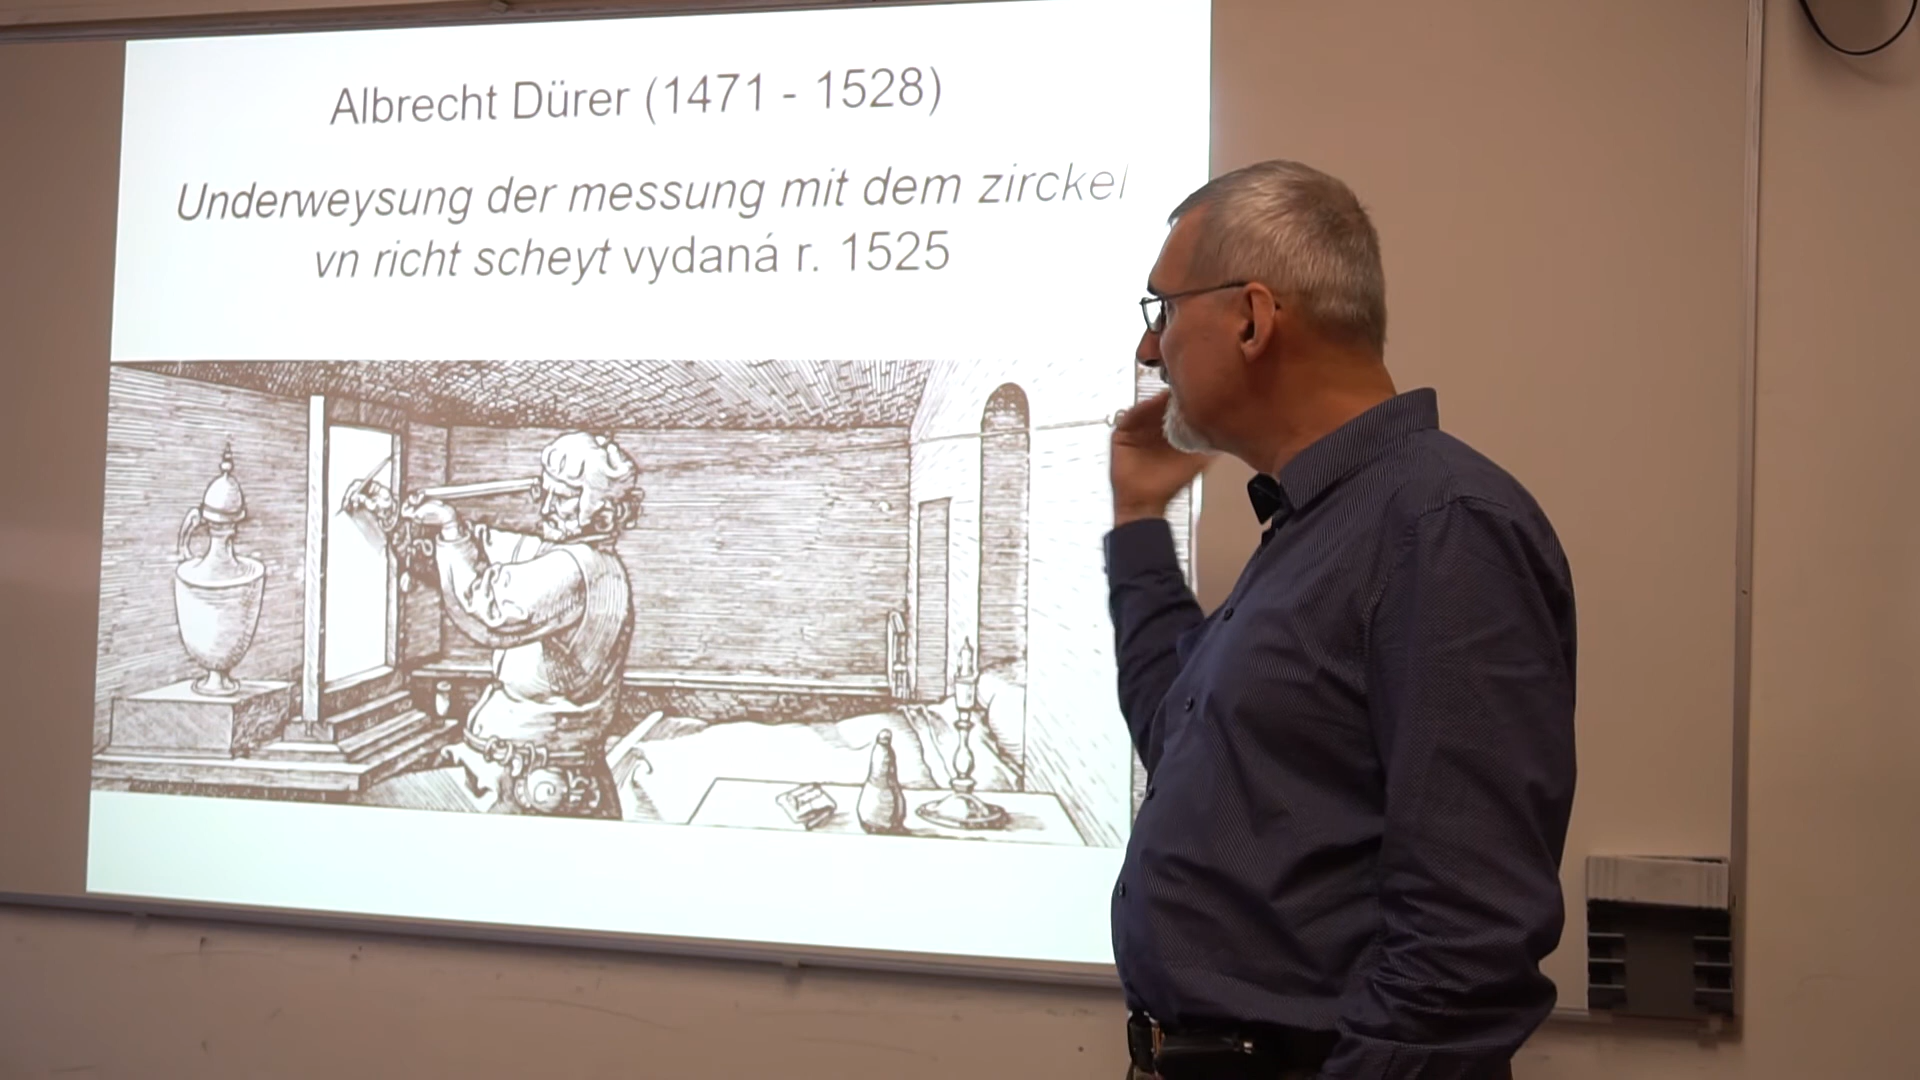 Albrecht Dürer (1471 - 1528)
Underweysung der messung mit dem zirckel
vn richt scheyt vydaná r. 1525